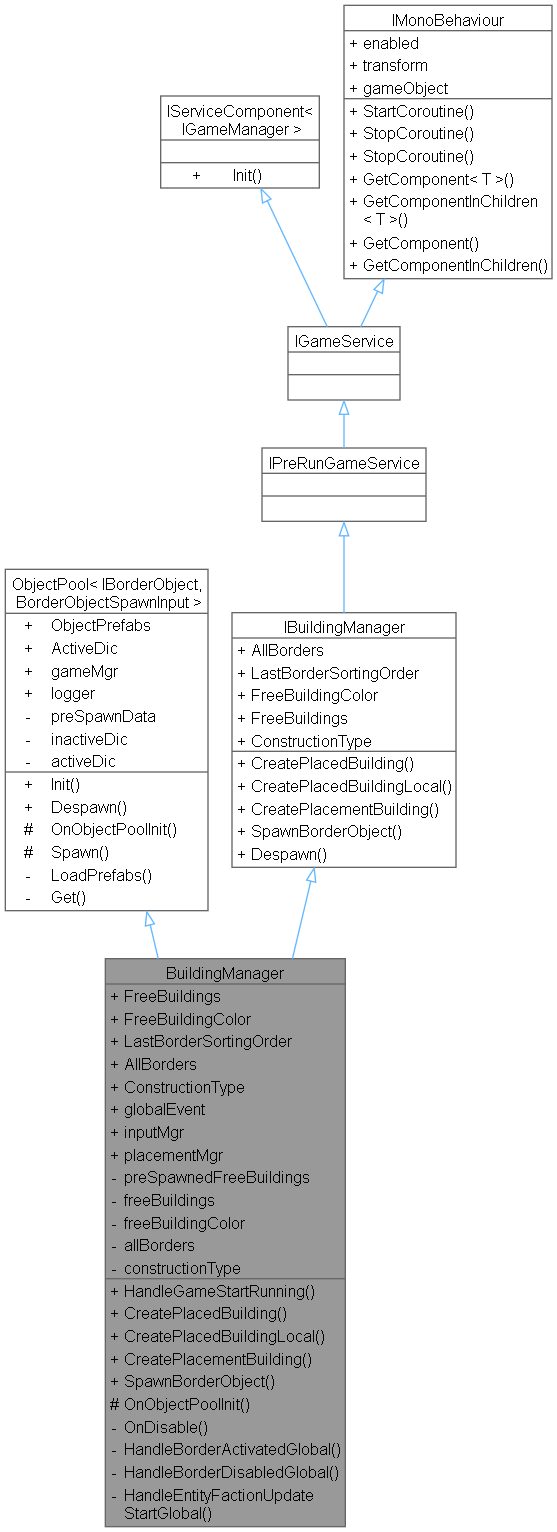 IMonoBehaviour
+ enabled
+ transform
+ gameObject
+ StartCoroutine()
+ StopCoroutine()
+ StopCoroutine()
+ GetComponent< T >()
+ GetComponentInChildren
< T >()
+ GetComponent()
+ GetComponentInChildren()
IServiceComponent<
IGameManager >
+ Init()
IGameService
IPreRunGameService
ObjectPool< IBorderObject,
BorderObjectSpawnInput >
+ ObjectPrefabs
+ ActiveDic
+ gameMgr
+ logger
- preSpawnData
- inactiveDic
- activeDic
+ Init()
+ Despawn()
# OnObjectPoolInit()
# Spawn()
- LoadPrefabs()
- Get()
IBuildingManager
+ AllBorders
+ LastBorderSortingOrder
+ FreeBuildingColor
+ FreeBuildings
+ ConstructionType
+ CreatePlacedBuilding()
+ CreatePlacedBuildingLocal()
+ CreatePlacementBuilding()
+ SpawnBorderObject()
+ Despawn()
BuildingManager
+ FreeBuildings
+ FreeBuildingColor
+ LastBorderSortingOrder
+ AllBorders
+ ConstructionType
+ globalEvent
+ inputMgr
+ placementMgr
- preSpawnedFreeBuildings
- freeBuildings
- freeBuildingColor
- allBorders
- constructionType
+ HandleGameStartRunning()
+ CreatePlacedBuilding()
+ CreatePlacedBuildingLocal()
+ CreatePlacementBuilding()
+ SpawnBorderObject()
# OnObjectPoolInit()
- OnDisable()
- HandleBorderActivatedGlobal()
- HandleBorderDisabledGlobal()
- HandleEntityFactionUpdate
StartGlobal()